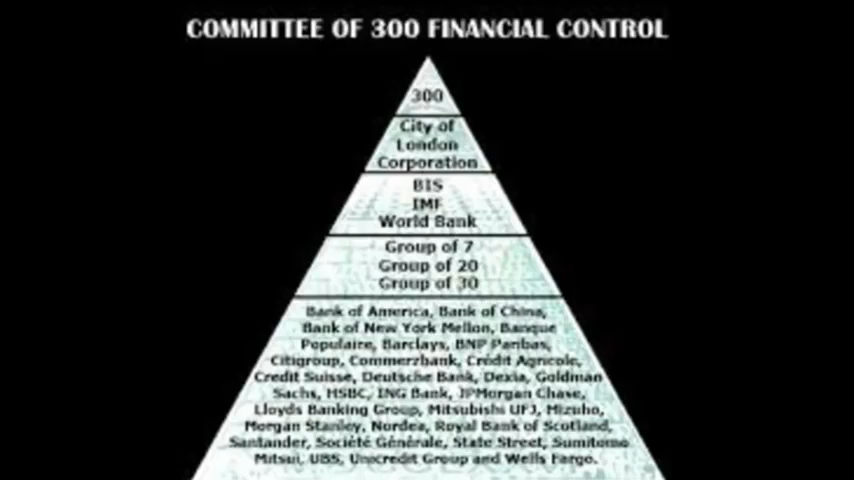 COMMITTEE OF 300 FINANCIAL CONTROL
300
City of
London
Corporation
BIS
IMF
World Bank
Group of 7
Group of 20
Group of 30
Bank of America, Bank of China,
Bank of New York Mellon, Banque
Populaire, Barclays, BNP Paribas,
Citigroup, Commerzbank, Crédit Agricole,
Credit Suisse, Deutsche Bank, Dexia, Goldman
Sachs, HSBC, ING Bank, JPMorgan Chase,
Lloyds Banking Group, Mitsubishi UFJ, Mizuho,
Morgan Stanley, Nordea, Royal Bank of Scotland,
Santander, Société Générale, State Street, Sumitomo
Mitsui, UBS, Unicredit Group and Wells Fargo.